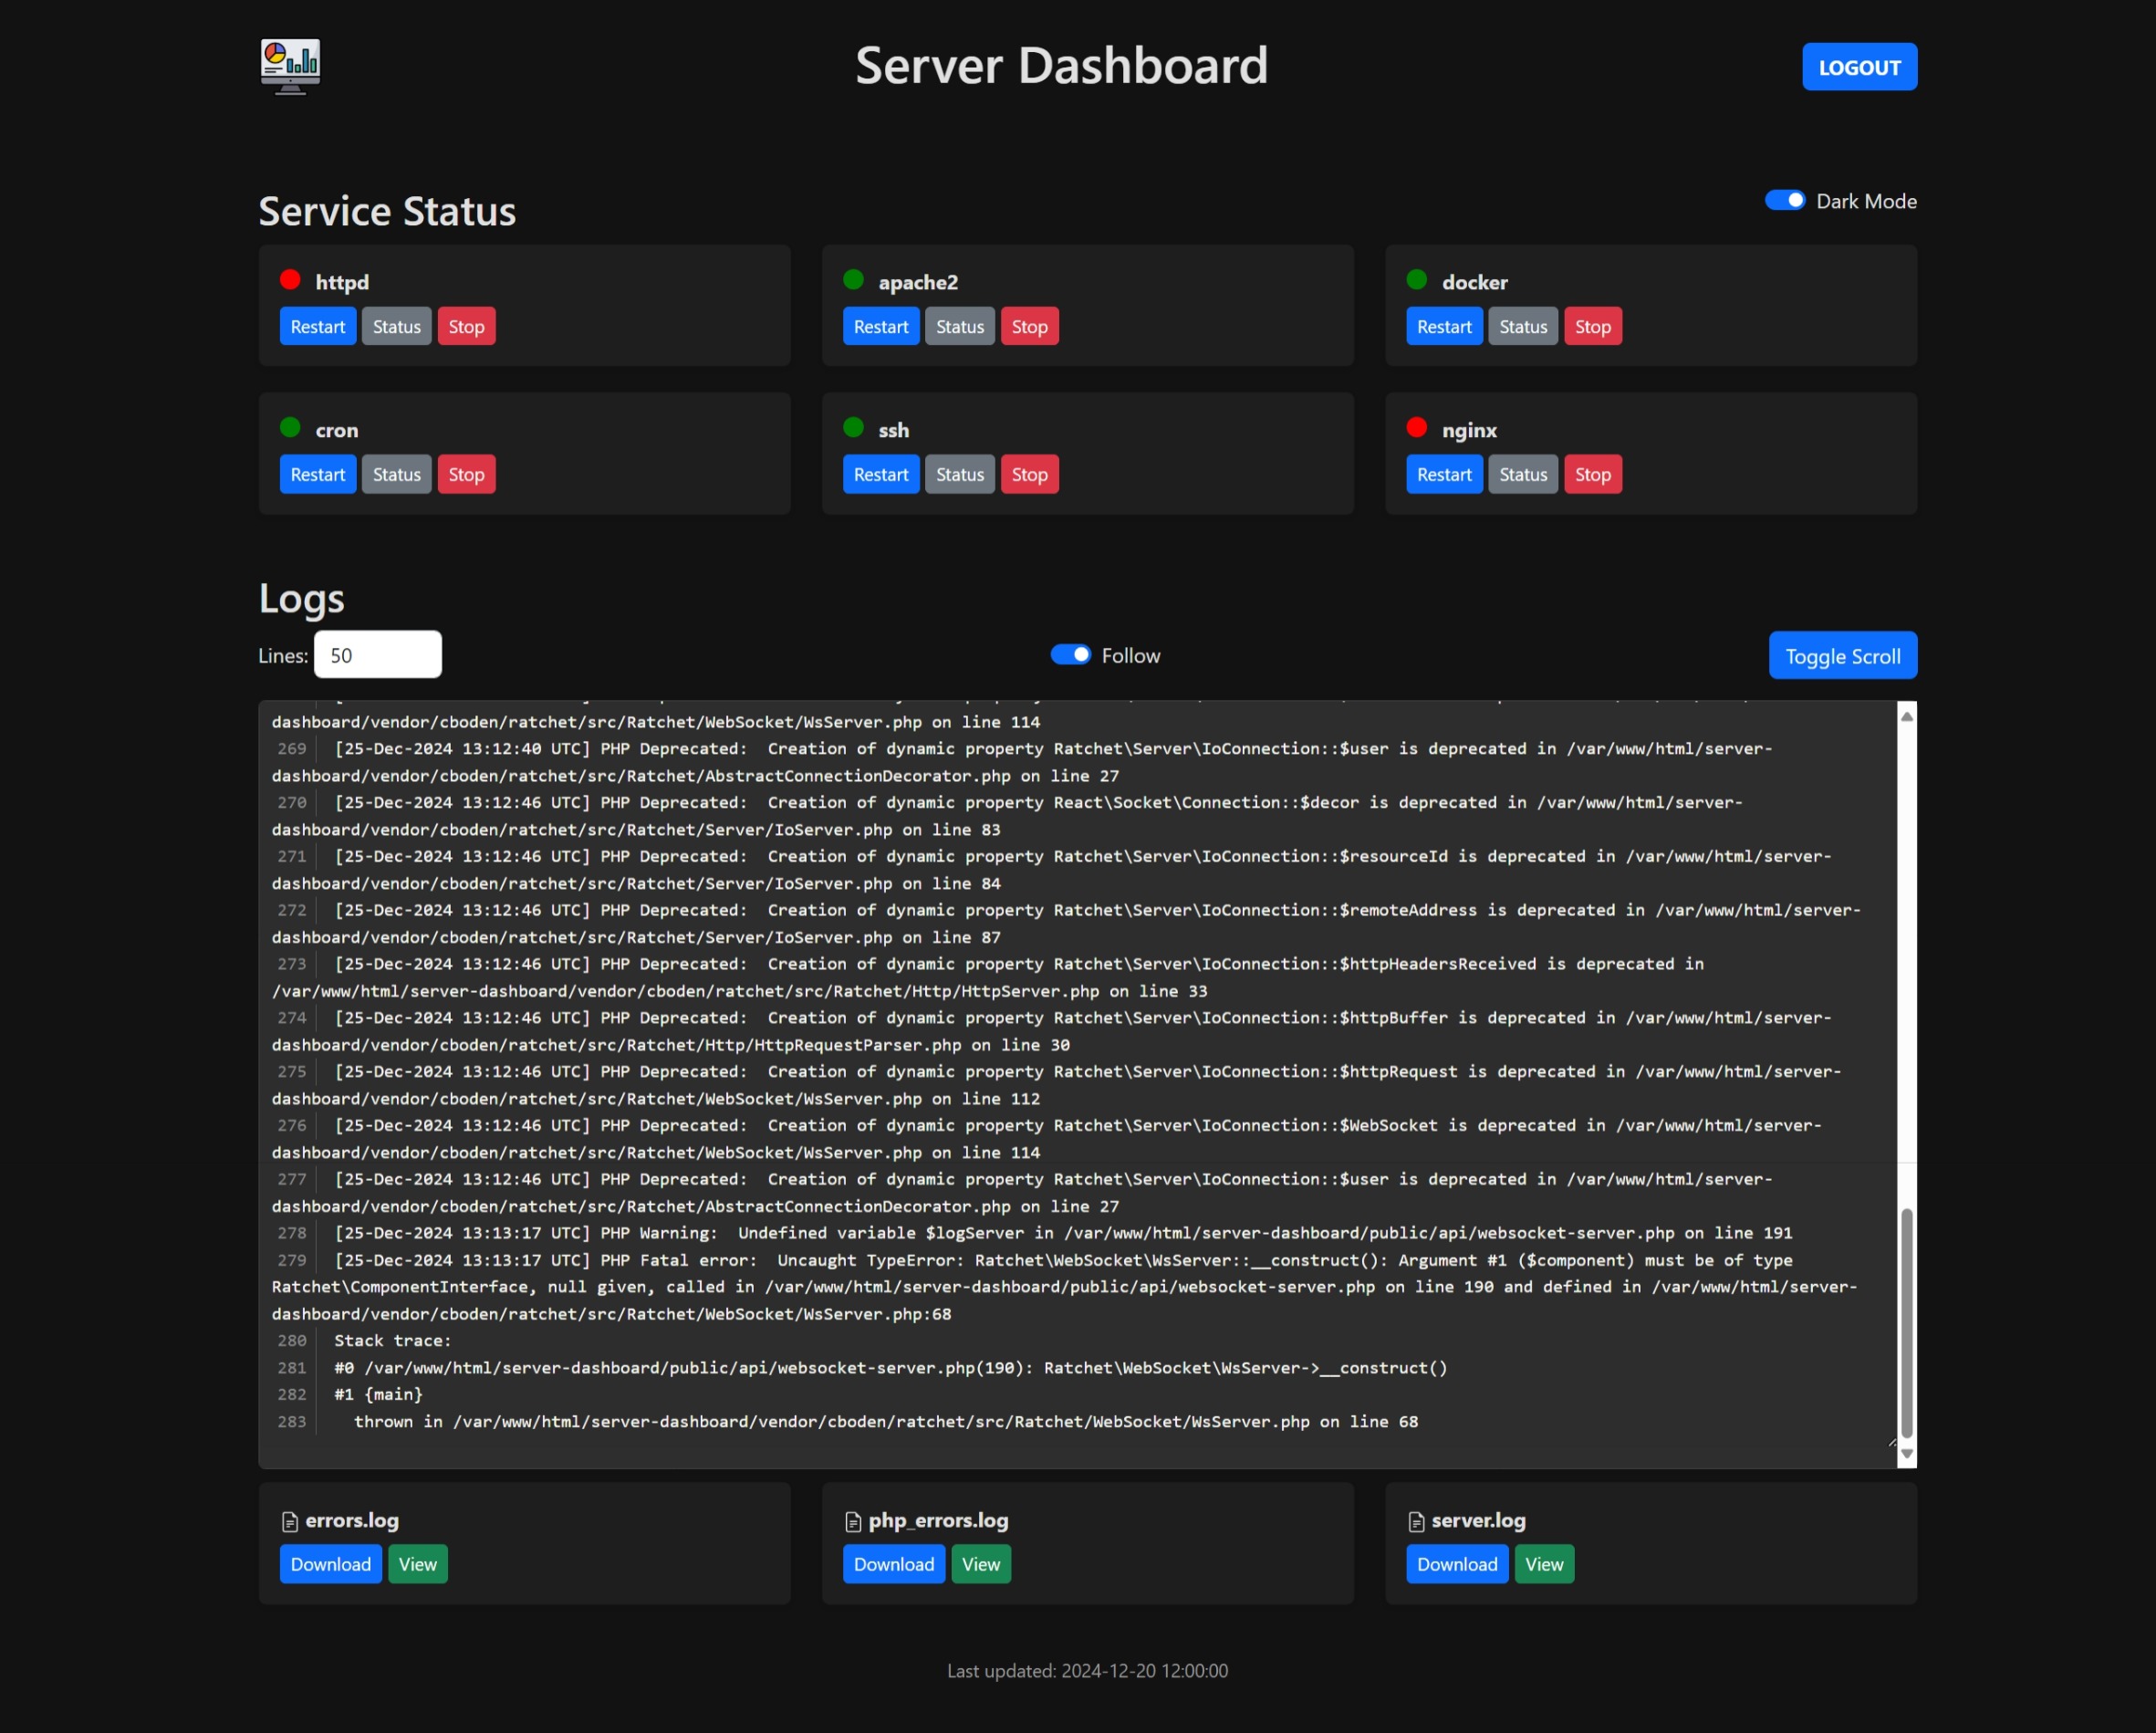 Server Dashboard
LOGOUT
Service Status
Dark Mode
httpd
Restart Status Stop
apache2
Restart Status Stop
docker
Restart Status Stop
cron
Restart Status Stop
ssh
Restart Status Stop
nginx
Restart Status Stop
Logs
Lines: 50
Follow
Toggle Scroll
dashboard/vendor/cboden/ratchet/src/Ratchet/WebSocket/WsServer.php on line 114
269 [25-Dec-2024 13:12:40 UTC] PHP Deprecated:  Creation of dynamic property Ratchet\Server\IoConnection::$user is deprecated in /var/www/html/server-
dashboard/vendor/cboden/ratchet/src/Ratchet/AbstractConnectionDecorator.php on line 27
270 [25-Dec-2024 13:12:46 UTC] PHP Deprecated:  Creation of dynamic property React\Socket\Connection::$decor is deprecated in /var/www/html/server-
dashboard/vendor/cboden/ratchet/src/Ratchet/Server/IoServer.php on line 83
271 [25-Dec-2024 13:12:46 UTC] PHP Deprecated:  Creation of dynamic property Ratchet\Server\IoConnection::$resourceId is deprecated in /var/www/html/server-
dashboard/vendor/cboden/ratchet/src/Ratchet/Server/IoServer.php on line 84
272 [25-Dec-2024 13:12:46 UTC] PHP Deprecated:  Creation of dynamic property Ratchet\Server\IoConnection::$remoteAddress is deprecated in /var/www/html/server-
dashboard/vendor/cboden/ratchet/src/Ratchet/Server/IoServer.php on line 87
273 [25-Dec-2024 13:12:46 UTC] PHP Deprecated:  Creation of dynamic property Ratchet\Server\IoConnection::$httpHeadersReceived is deprecated in
/var/www/html/server-dashboard/vendor/cboden/ratchet/src/Ratchet/Http/HttpServer.php on line 33
274 [25-Dec-2024 13:12:46 UTC] PHP Deprecated:  Creation of dynamic property Ratchet\Server\IoConnection::$httpBuffer is deprecated in /var/www/html/server-
dashboard/vendor/cboden/ratchet/src/Ratchet/Http/HttpRequestParser.php on line 30
275 [25-Dec-2024 13:12:46 UTC] PHP Deprecated:  Creation of dynamic property Ratchet\Server\IoConnection::$httpRequest is deprecated in /var/www/html/server-
dashboard/vendor/cboden/ratchet/src/Ratchet/WebSocket/WsServer.php on line 112
276 [25-Dec-2024 13:12:46 UTC] PHP Deprecated:  Creation of dynamic property Ratchet\Server\IoConnection::$WebSocket is deprecated in /var/www/html/server-
dashboard/vendor/cboden/ratchet/src/Ratchet/WebSocket/WsServer.php on line 114
277 [25-Dec-2024 13:12:46 UTC] PHP Deprecated:  Creation of dynamic property Ratchet\Server\IoConnection::$user is deprecated in /var/www/html/server-
dashboard/vendor/cboden/ratchet/src/Ratchet/AbstractConnectionDecorator.php on line 27
278 [25-Dec-2024 13:13:17 UTC] PHP Warning:  Undefined variable $logServer in /var/www/html/server-dashboard/public/api/websocket-server.php on line 191
279 [25-Dec-2024 13:13:17 UTC] PHP Fatal error:  Uncaught TypeError: Ratchet\WebSocket\WsServer::__construct(): Argument #1 ($component) must be of type
Ratchet\ComponentInterface, null given, called in /var/www/html/server-dashboard/public/api/websocket-server.php on line 190 and defined in /var/www/html/server-
dashboard/vendor/cboden/ratchet/src/Ratchet/WebSocket/WsServer.php:68
280 Stack trace:
281 #0 /var/www/html/server-dashboard/public/api/websocket-server.php(190): Ratchet\WebSocket\WsServer->__construct()
282 #1 {main}
283   thrown in /var/www/html/server-dashboard/vendor/cboden/ratchet/src/Ratchet/WebSocket/WsServer.php on line 68
errors.log
Download View
php_errors.log
Download View
server.log
Download View
Last updated: 2024-12-20 12:00:00